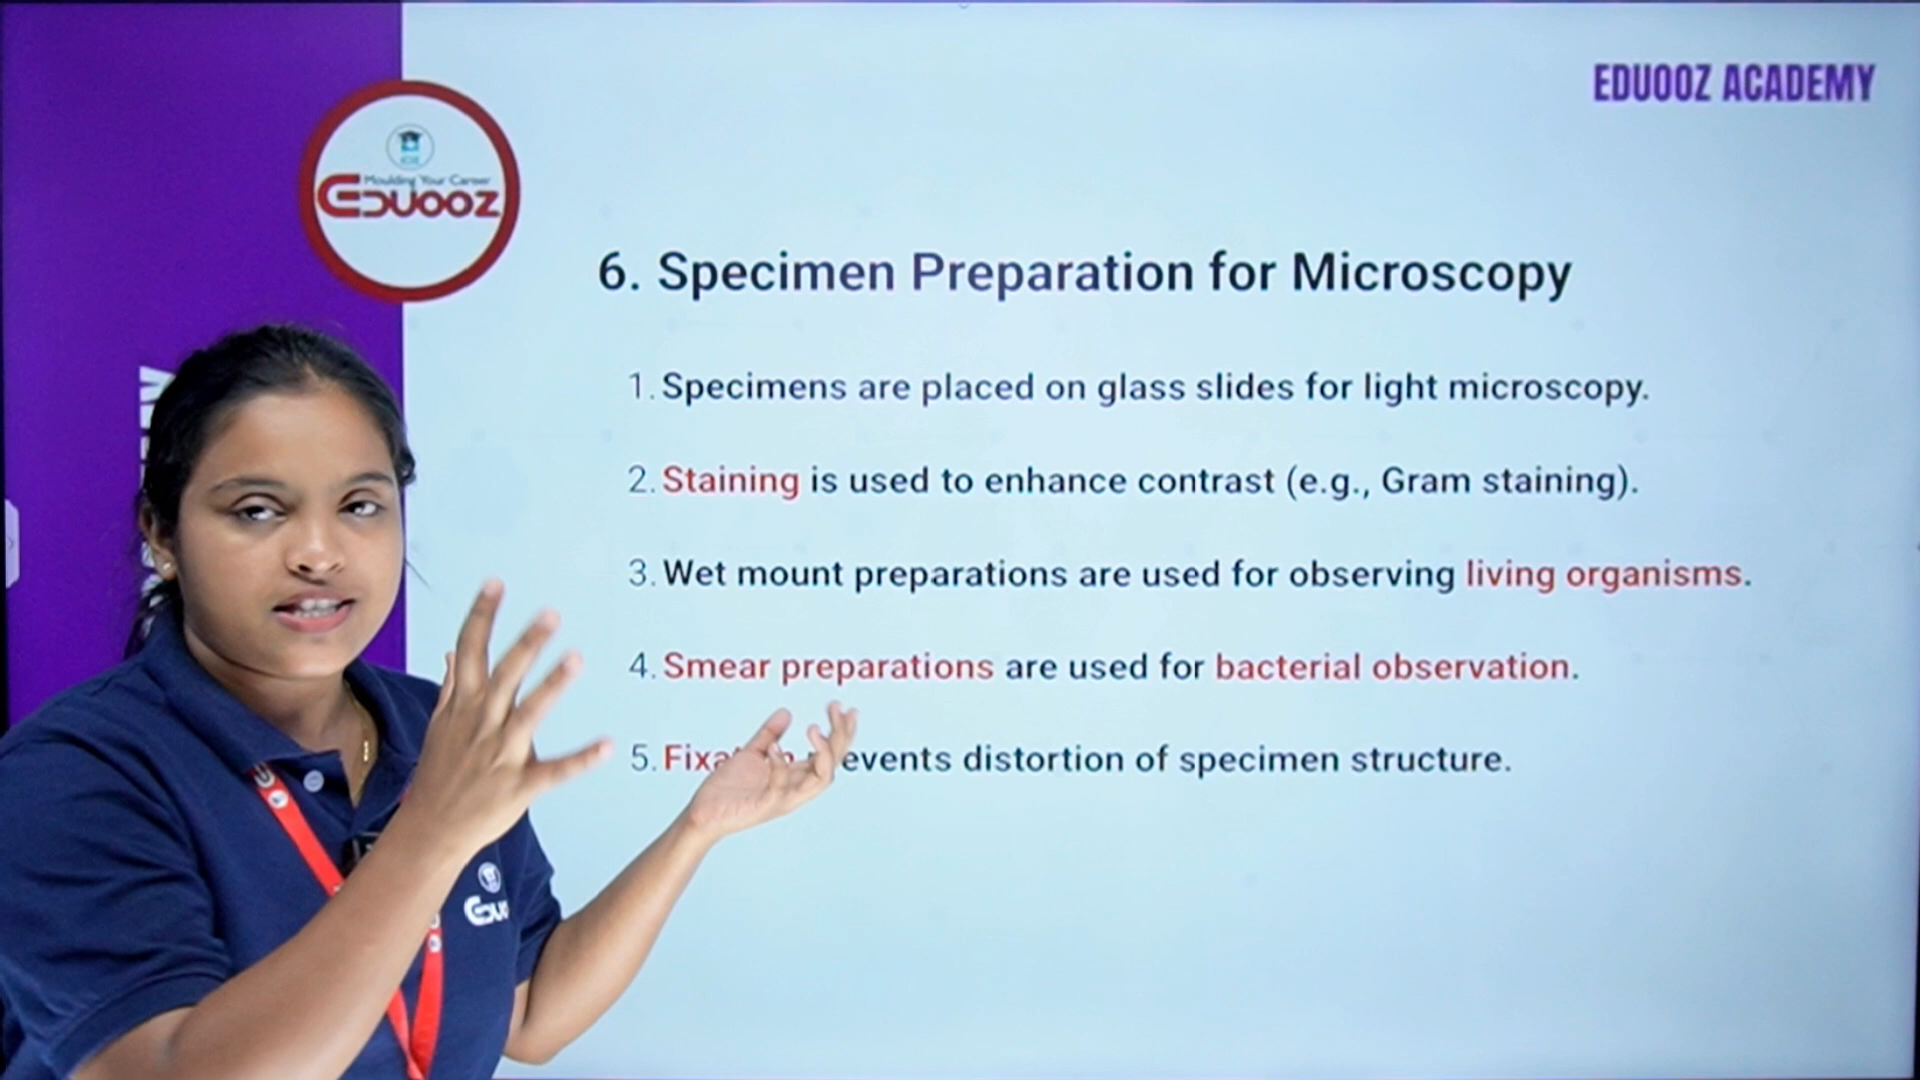 EDUOOZ ACADEMY
Moulding Your Career
EDUOOZ
6. Specimen Preparation for Microscopy
1. Specimens are placed on glass slides for light microscopy.
2. Staining is used to enhance contrast (e.g., Gram staining).
3. Wet mount preparations are used for observing living organisms.
4. Smear preparations are used for bacterial observation.
5. distortion of specimen structure.